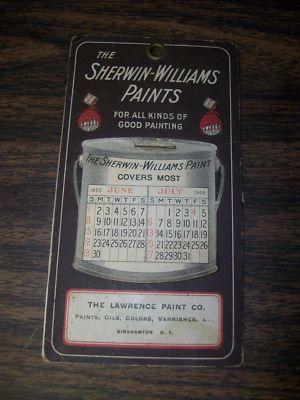 THE
SHERWIN-WILLIAMS
PAINTS
FOR ALL KINDS OF
GOOD PAINTING
THE SHERWIN-WILLIAMS PAINT
COVERS MOST
1902 JUNE JULY 1902
S M T W T F S S M T W T F S
1 2 3 4 5 6 7 1 2 3 4 5
8 9 10 11 12 13 14 6 7 8 9 10 11 12
15 16 17 18 19 20 21 13 14 15 16 17 18 19
22 23 24 25 26 27 28 20 21 22 23 24 25 26
29 30 27 28 29 30 31
THE LAWRENCE PAINT CO.
PAINTS, OILS, COLORS, VARNISHES,
BINGHAMTON N. Y.